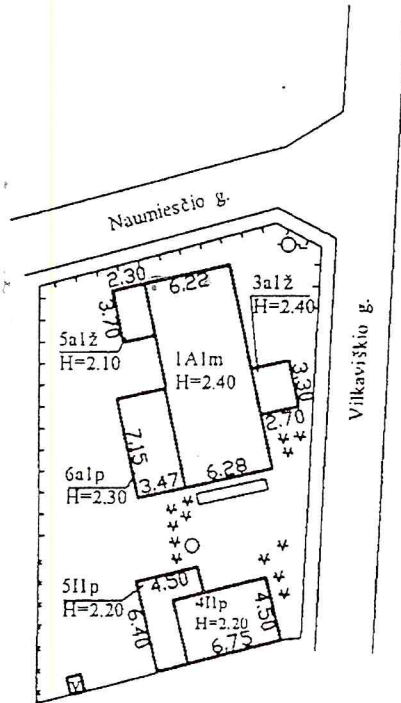 Naumiesčio g.
Vilkaviškio g.
2.30
6.22
3a1ž
H=2.40
3.70
5a1ž
H=2.10
1A1m
H=2.40
3.30
2.70
7.15
6a1p
H=2.30
3.47
6.28
5I1p
H=2.20
4.50
6.40
4I1p
H=2.20
4.50
6.75
V